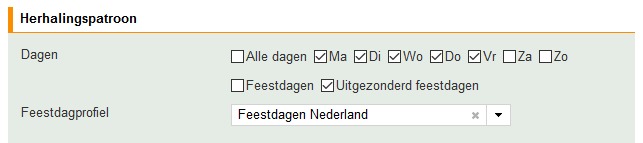 Herhalingspatroon
Dagen Alle dagen Ma Di Wo Do Vr Za Zo
Feestdagen Uitgezonderd feestdagen
Feestdagprofiel Feestdagen Nederland